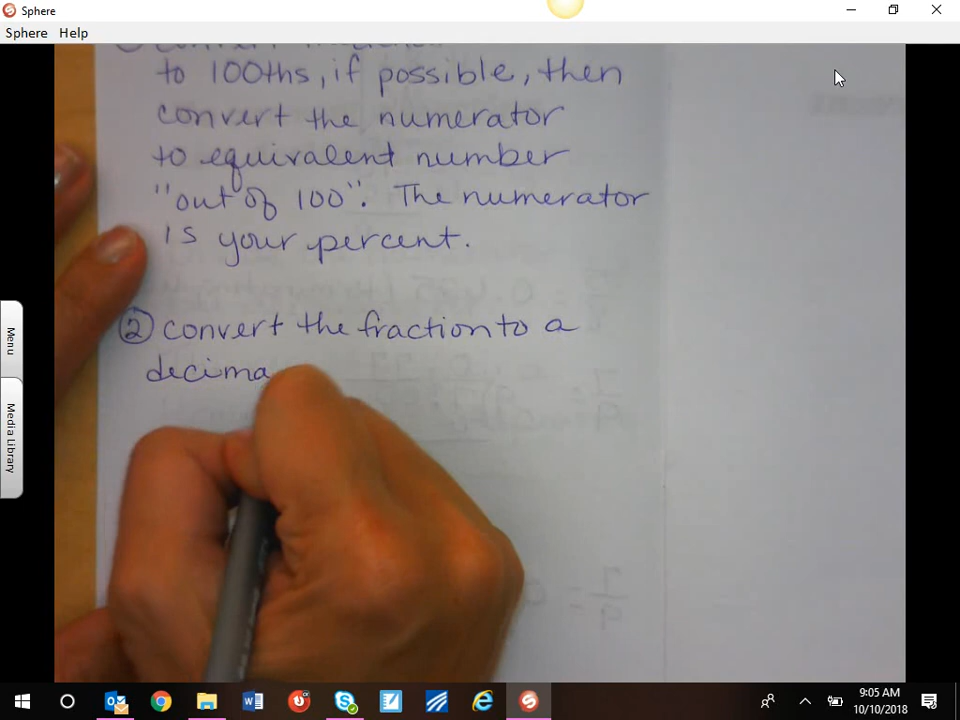 Sphere
Sphere Help
to 100ths, if possible, then
convert the numerator
to equivalent number
"out of 100". The numerator
is your percent.
② convert the fraction to a
decima
Menu
Media Library
9:05 AM
10/10/2018